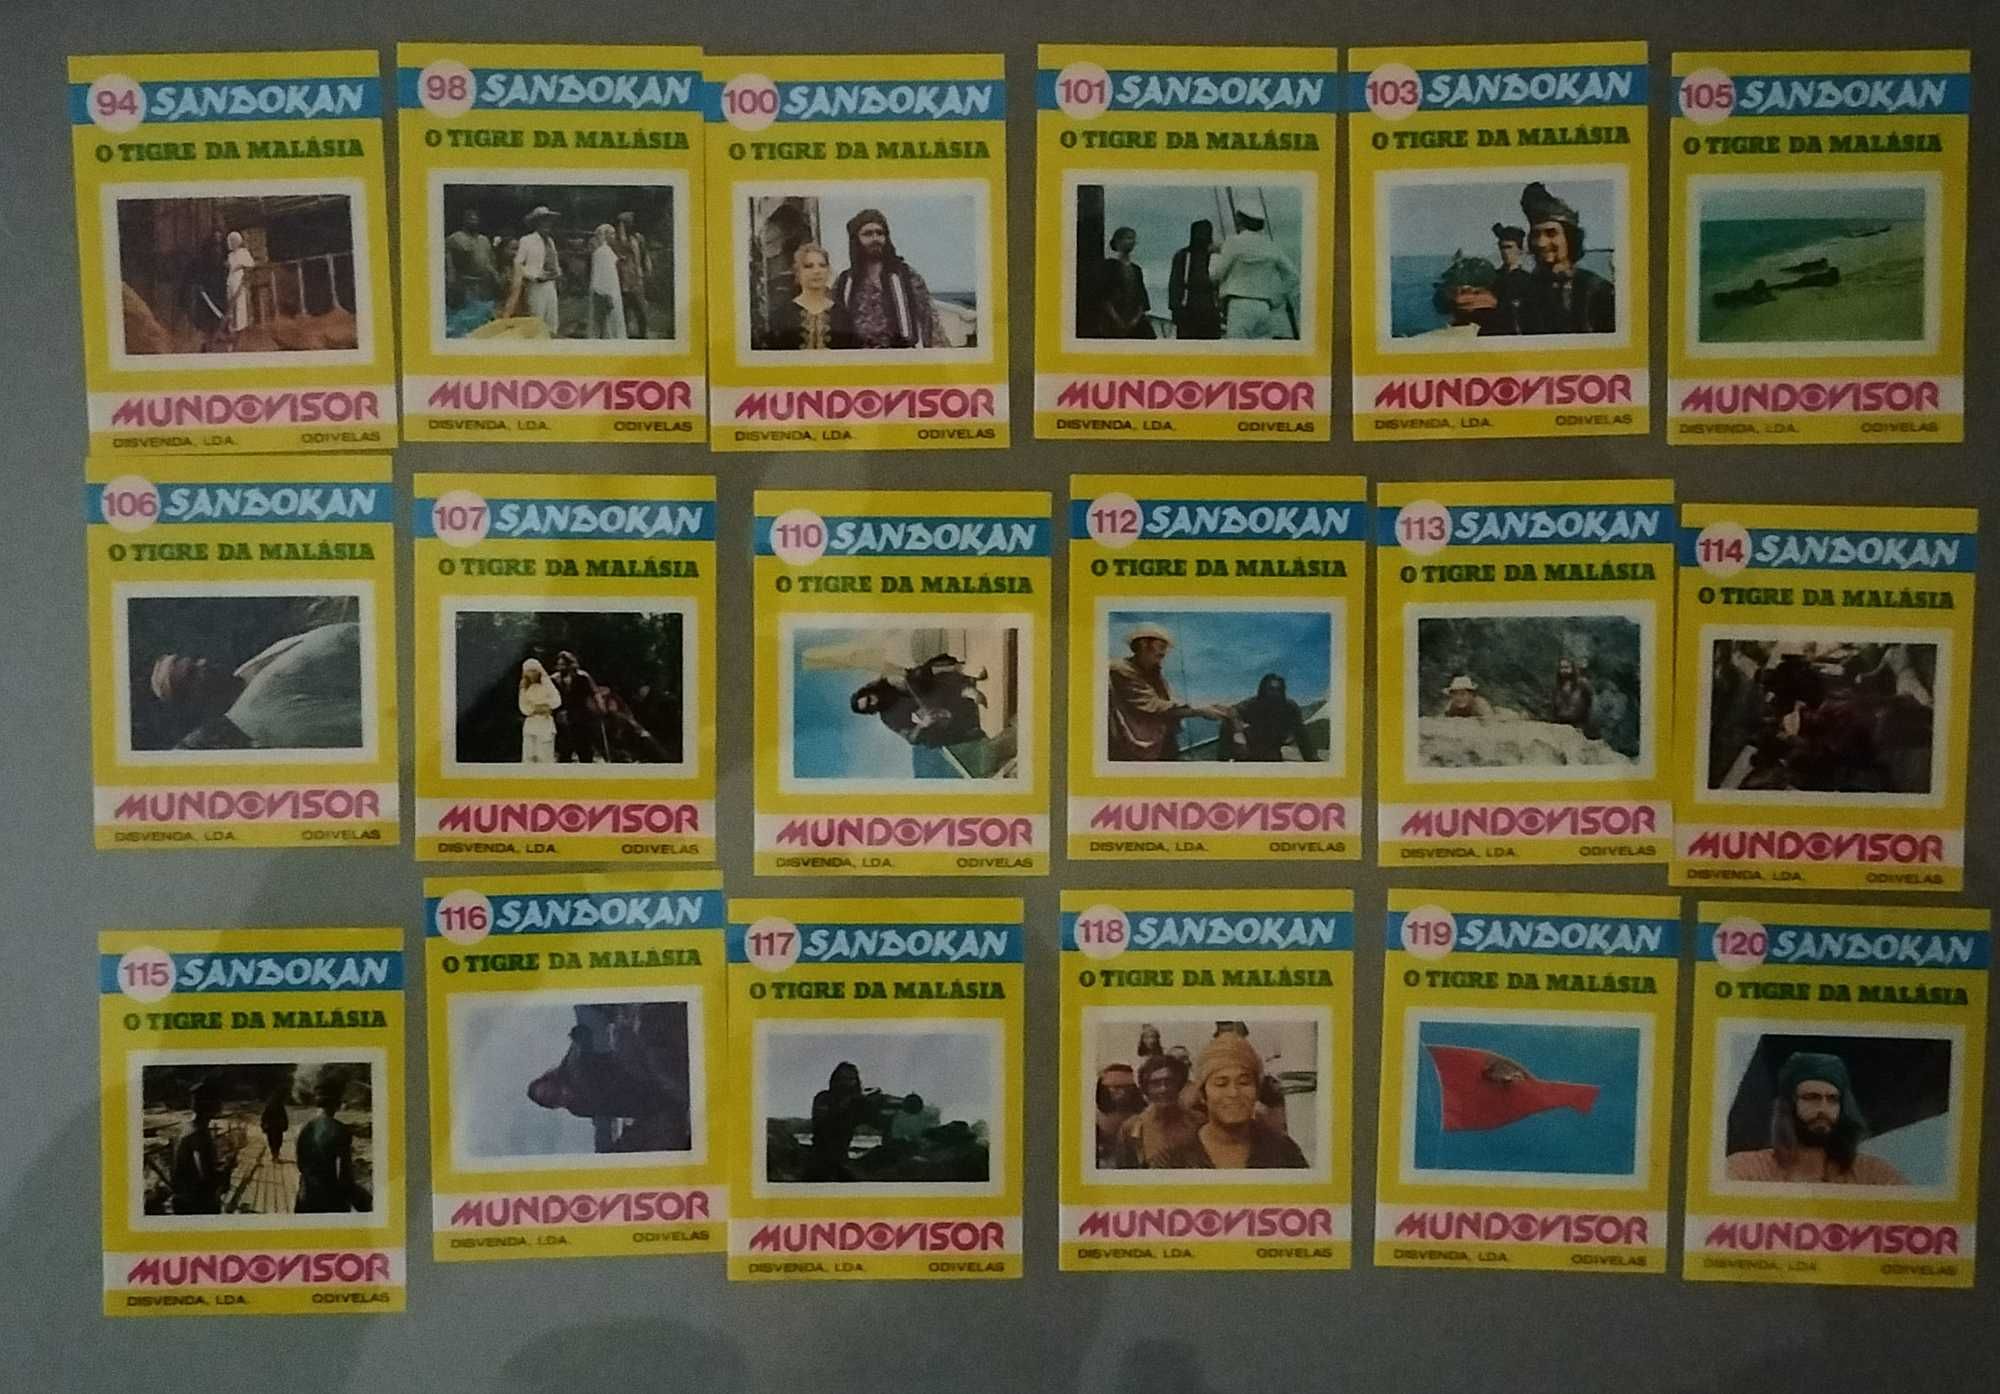 94 SANDOKAN
O TIGRE DA MALÁSIA
MUNDOVISOR
DISVENDA, LDA. ODIVELAS
98 SANDOKAN
O TIGRE DA MALÁSIA
MUNDOVISOR
DISVENDA, LDA. ODIVELAS
100 SANDOKAN
O TIGRE DA MALÁSIA
MUNDOVISOR
DISVENDA, LDA. ODIVELAS
101 SANDOKAN
O TIGRE DA MALÁSIA
MUNDOVISOR
DISVENDA, LDA. ODIVELAS
103 SANDOKAN
O TIGRE DA MALÁSIA
MUNDOVISOR
DISVENDA, LDA. ODIVELAS
105 SANDOKAN
O TIGRE DA MALÁSIA
MUNDOVISOR
DISVENDA, LDA. ODIVELAS
106 SANDOKAN
O TIGRE DA MALÁSIA
MUNDOVISOR
DISVENDA, LDA. ODIVELAS
107 SANDOKAN
O TIGRE DA MALÁSIA
MUNDOVISOR
DISVENDA, LDA. ODIVELAS
110 SANDOKAN
O TIGRE DA MALÁSIA
MUNDOVISOR
DISVENDA, LDA. ODIVELAS
112 SANDOKAN
O TIGRE DA MALÁSIA
MUNDOVISOR
DISVENDA, LDA. ODIVELAS
113 SANDOKAN
O TIGRE DA MALÁSIA
MUNDOVISOR
DISVENDA, LDA. ODIVELAS
114 SANDOKAN
O TIGRE DA MALÁSIA
MUNDOVISOR
DISVENDA, LDA. ODIVELAS
115 SANDOKAN
O TIGRE DA MALÁSIA
MUNDOVISOR
DISVENDA, LDA. ODIVELAS
116 SANDOKAN
O TIGRE DA MALÁSIA
MUNDOVISOR
DISVENDA, LDA. ODIVELAS
117 SANDOKAN
O TIGRE DA MALÁSIA
MUNDOVISOR
DISVENDA, LDA. ODIVELAS
118 SANDOKAN
O TIGRE DA MALÁSIA
MUNDOVISOR
DISVENDA, LDA. ODIVELAS
119 SANDOKAN
O TIGRE DA MALÁSIA
MUNDOVISOR
DISVENDA, LDA. ODIVELAS
120 SANDOKAN
O TIGRE DA MALÁSIA
MUNDOVISOR
DISVENDA, LDA. ODIVELAS